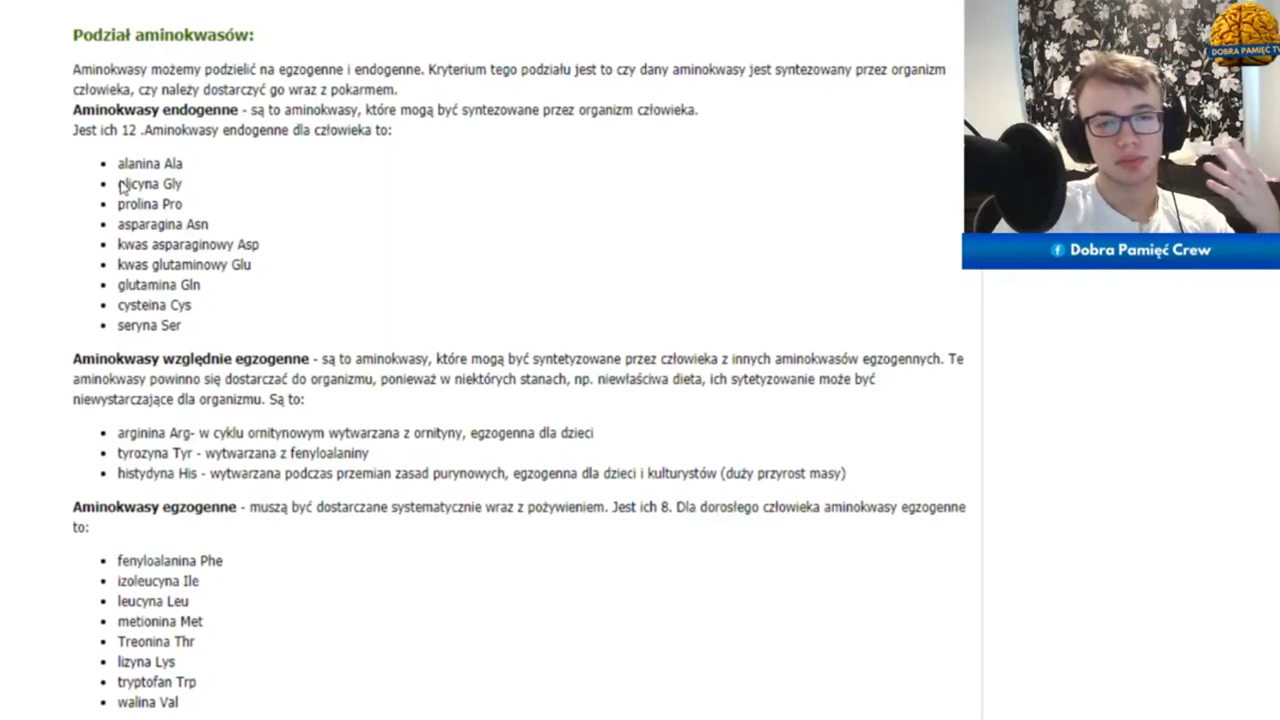 Podział aminokwasów:
Aminokwasy możemy podzielić na egzogenne i endogenne. Kryterium tego podziału jest to czy dany aminokwasy jest syntezowany przez organizm
człowieka, czy należy dostarczyć go wraz z pokarmem.
Aminokwasy endogenne - są to aminokwasy, które mogą być syntezowane przez organizm człowieka.
Jest ich 12 .Aminokwasy endogenne dla człowieka to:
• alanina Ala
• glicyna Gly
• prolina Pro
• asparagina Asn
• kwas asparaginowy Asp
• kwas glutaminowy Glu
• glutamina Gln
• cysteina Cys
• seryna Ser
Aminokwasy względnie egzogenne - są to aminokwasy, które mogą być syntetyzowane przez człowieka z innych aminokwasów egzogennych. Te
aminokwasy powinno się dostarczać do organizmu, ponieważ w niektórych stanach, np. niewłaściwa dieta, ich sytetyzowanie może być
niewystarczające dla organizmu. Są to:
• arginina Arg- w cyklu ornitynowym wytwarzana z ornityny, egzogenna dla dzieci
• tyrozyna Tyr - wytwarzana z fenyloalaniny
• histydyna His - wytwarzana podczas przemian zasad purynowych, egzogenna dla dzieci i kulturystów (duży przyrost masy)
Aminokwasy egzogenne - muszą być dostarczane systematycznie wraz z pożywieniem. Jest ich 8. Dla dorosłego człowieka aminokwasy egzogenne
to:
• fenyloalanina Phe
• izoleucyna Ile
• leucyna Leu
• metionina Met
• Treonina Thr
• lizyna Lys
• tryptofan Trp
• walina Val
DOBRA PAMIĘĆ TV
Dobra Pamięć Crew